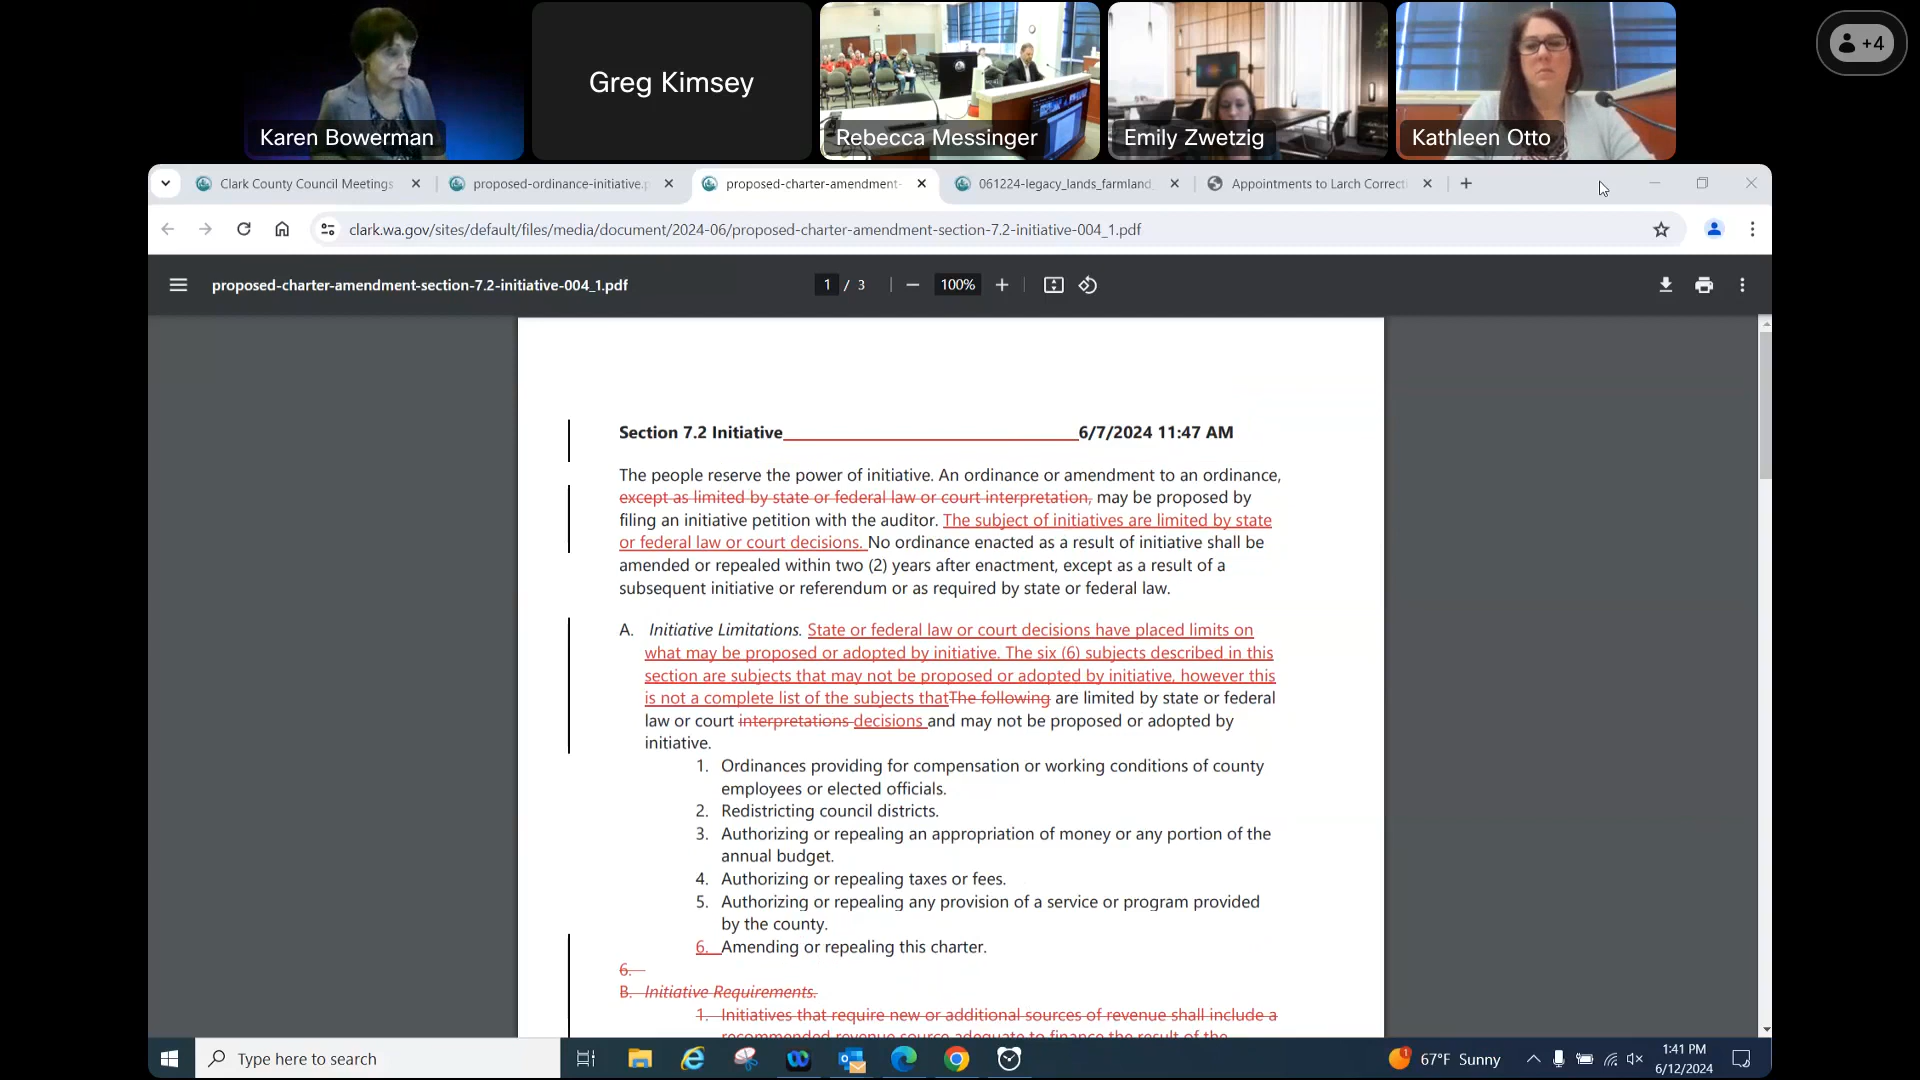 Karen Bowerman
Greg Kimsey
Rebecca Messinger
Emily Zwetzig
Kathleen Otto
+4
Clark County Council Meetings
proposed-ordinance-initiative.p
proposed-charter-amendment-
061224-legacy_lands_farmland_
Appointments to Larch Correcti
clark.wa.gov/sites/default/files/media/document/2024-06/proposed-charter-amendment-section-7.2-initiative-004_1.pdf
proposed-charter-amendment-section-7.2-initiative-004_1.pdf
1 / 3
100%
Section 7.2 Initiative 6/7/2024 11:47 AM
The people reserve the power of initiative. An ordinance or amendment to an ordinance,
except as limited by state or federal law or court interpretation, may be proposed by
filing an initiative petition with the auditor. The subject of initiatives are limited by state
or federal law or court decisions. No ordinance enacted as a result of initiative shall be
amended or repealed within two (2) years after enactment, except as a result of a
subsequent initiative or referendum or as required by state or federal law.
A. Initiative Limitations. State or federal law or court decisions have placed limits on
what may be proposed or adopted by initiative. The six (6) subjects described in this
section are subjects that may not be proposed or adopted by initiative, however this
is not a complete list of the subjects thatThe following are limited by state or federal
law or court interpretations decisions and may not be proposed or adopted by
initiative.
1. Ordinances providing for compensation or working conditions of county
employees or elected officials.
2. Redistricting council districts.
3. Authorizing or repealing an appropriation of money or any portion of the
annual budget.
4. Authorizing or repealing taxes or fees.
5. Authorizing or repealing any provision of a service or program provided
by the county.
6. Amending or repealing this charter.
6.
B. Initiative Requirements.
1. Initiatives that require new or additional sources of revenue shall include a
recommended revenue source adequate to finance the result of the
Type here to search
67°F Sunny
1:41 PM
6/12/2024